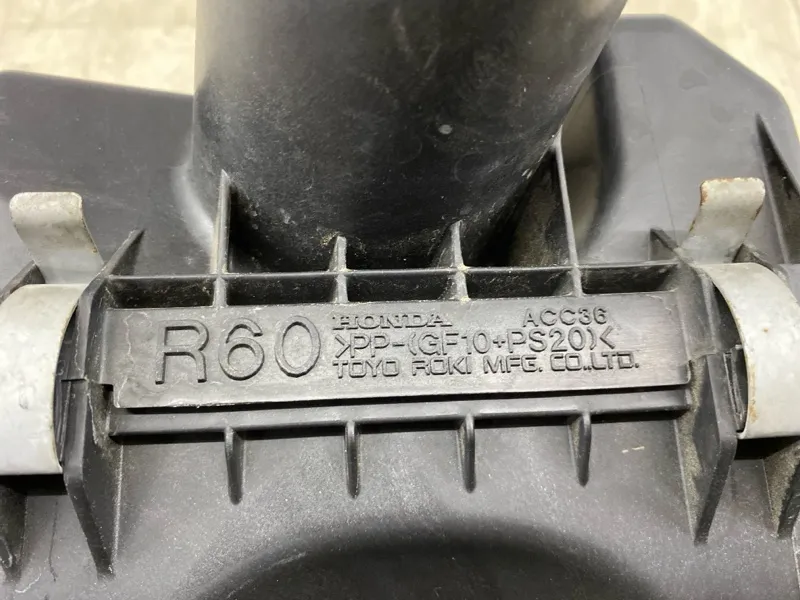 R60
HONDA ACC36
>PP-(GF10+PS20)<
TOYO ROKI MFG. CO.,LTD.